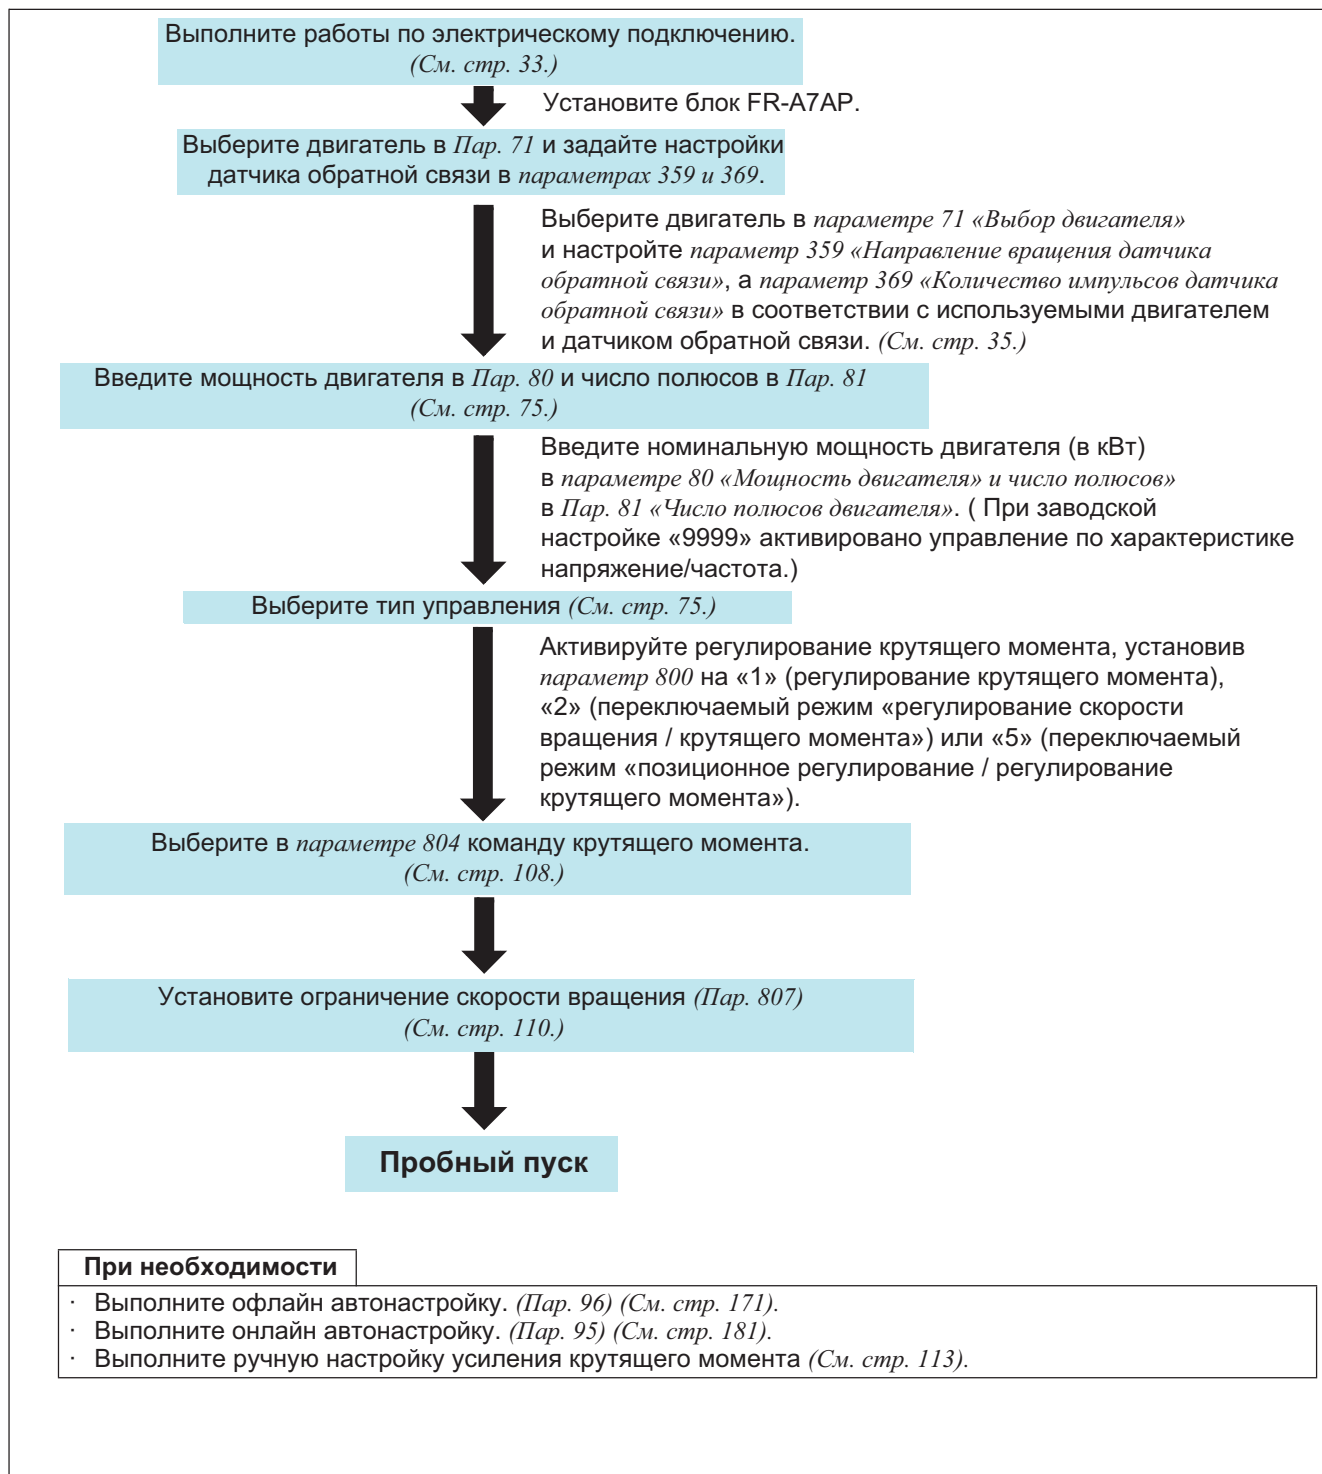 Выполните работы по электрическому подключению.
(См. стр. 33.)
Установите блок FR-A7AP.
Выберите двигатель в Пар. 71 и задайте настройки
датчика обратной связи в параметрах 359 и 369.
Выберите двигатель в параметре 71 «Выбор двигателя»
и настройте параметр 359 «Направление вращения датчика
обратной связи», а параметр 369 «Количество импульсов датчика
обратной связи» в соответствии с используемыми двигателем
и датчиком обратной связи. (См. стр. 35.)
Введите мощность двигателя в Пар. 80 и число полюсов в Пар. 81
(См. стр. 75.)
Введите номинальную мощность двигателя (в кВт)
в параметре 80 «Мощность двигателя» и число полюсов»
в Пар. 81 «Число полюсов двигателя». ( При заводской
настройке «9999» активировано управление по характеристике
напряжение/частота.)
Выберите тип управления (См. стр. 75.)
Активируйте регулирование крутящего момента, установив
параметр 800 на «1» (регулирование крутящего момента),
«2» (переключаемый режим «регулирование скорости
вращения / крутящего момента») или «5» (переключаемый
режим «позиционное регулирование / регулирование
крутящего момента»).
Выберите в параметре 804 команду крутящего момента.
(См. стр. 108.)
Установите ограничение скорости вращения (Пар. 807)
(См. стр. 110.)
Пробный пуск
При необходимости
· Выполните офлайн автонастройку. (Пар. 96) (См. стр. 171).
· Выполните онлайн автонастройку. (Пар. 95) (См. стр. 181).
· Выполните ручную настройку усиления крутящего момента (См. стр. 113).